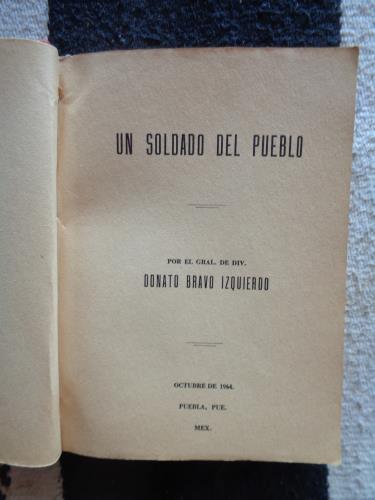 UN SOLDADO DEL PUEBLO
POR EL GRAL. DE DIV.
DONATO BRAVO IZQUIERDO
OCTUBRE DE 1964.
PUEBLA, PUE.
MEX.